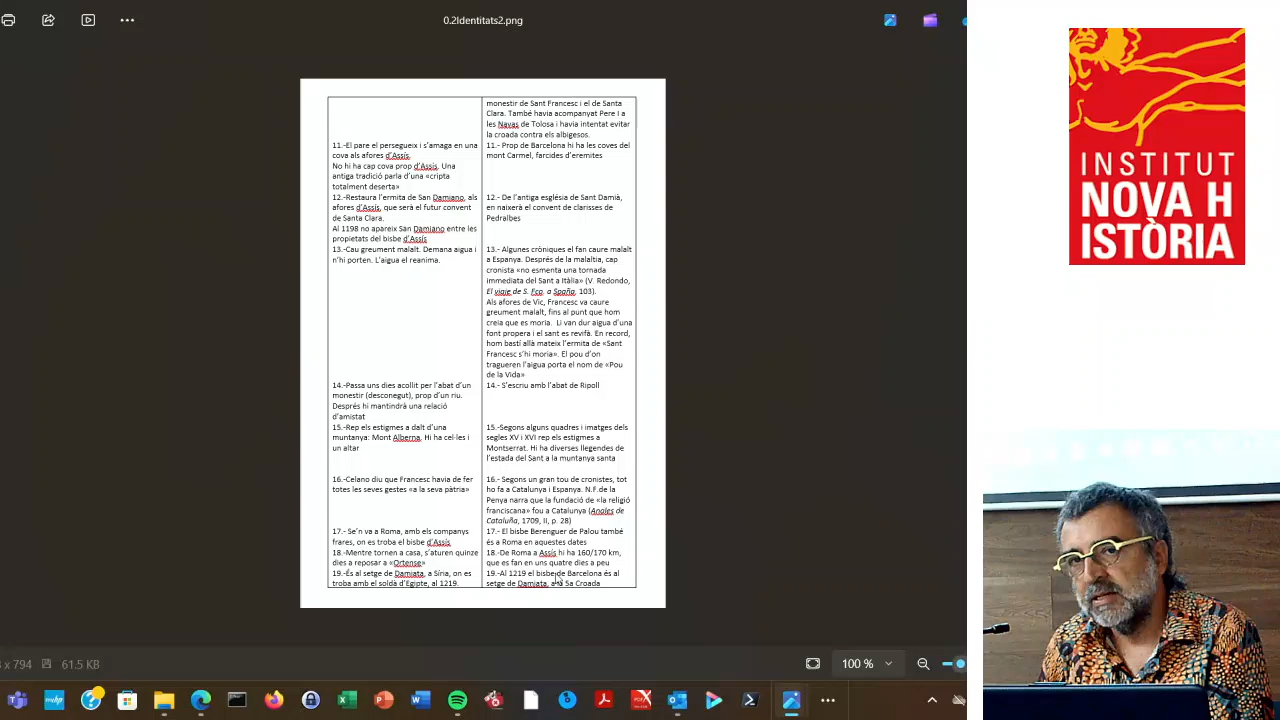 0.2Identitats2.png
monestir de Sant Francesc i el de Santa
Clara. També havia acompanyat Pere I a
les Navas de Tolosa i havia intentat evitar
la croada contra els albigesos.
11.-El pare el persegueix i s’amaga en una
cova als afores d’Assís.
No hi ha cap cova prop d’Assís. Una
antiga tradició parla d’una «cripta
totalment deserta»
11.- Prop de Barcelona hi ha les coves del
mont Carmel, farcides d’eremites
12.-Restaura l’ermita de San Damiano, als
afores d’Assís, que serà el futur convent
de Santa Clara.
Al 1198 no apareix San Damiano entre les
propietats del bisbe d’Assís
12.- De l’antiga església de Sant Damià,
en naixerà el convent de clarisses de
Pedralbes
13.-Cau greument malalt. Demana aigua i
n’hi porten. L’aigua el reanima.
13.- Algunes cròniques el fan caure malalt
a Espanya. Després de la malaltia, cap
cronista «no esmenta una tornada
immediata del Sant a Itàlia» (V. Redondo,
El viaje de S. Fco. a Spaña, 103).
Als afores de Vic, Francesc va caure
greument malalt, fins al punt que hom
creia que es moria. Li van dur aigua d’una
font propera i el sant es revifà. En record,
hom bastí allà mateix l’ermita de «Sant
Francesc s’hi moria». El pou d’on
tragueren l’aigua porta el nom de «Pou
de la Vida»
14.-Passa uns dies acollit per l’abat d’un
monestir (desconegut), prop d’un riu.
Després hi mantindrà una relació
d’amistat
14.- S’escriu amb l’abat de Ripoll
15.-Rep els estigmes a dalt d’una
muntanya: Mont Alberna. Hi ha cel·les i
un altar
15.-Segons alguns quadres i imatges dels
segles XV i XVI rep els estigmes a
Montserrat. Hi ha diverses llegendes de
l’estada del Sant a la muntanya santa
16.-Celano diu que Francesc havia de fer
totes les seves gestes «a la seva pàtria»
16.- Segons un gran tou de cronistes, tot
ho fa a Catalunya i Espanya. N.F.de la
Penya narra que la fundació de «la religió
franciscana» fou a Catalunya (Anales de
Cataluña, 1709, II, p. 28)
17.- Se’n va a Roma, amb els companys
frares, on es troba el bisbe d’Assís
17.- El bisbe Berenguer de Palou també
és a Roma en aquestes dates
18.-Mentre tornen a casa, s’aturen quinze
dies a reposar a «Ortense»
18.-De Roma a Assís hi ha 160/170 km,
que es fan en uns quatre dies a peu
19.-És al setge de Damiata, a Síria, on es
troba amb el soldà d’Egipte, al 1219.
19.-Al 1219 el bisbe de Barcelona és al
setge de Damiata, a la 5a Croada
x 794
61.5 KB
100 %
INSTITUT
NOVA H
ISTÒRIA